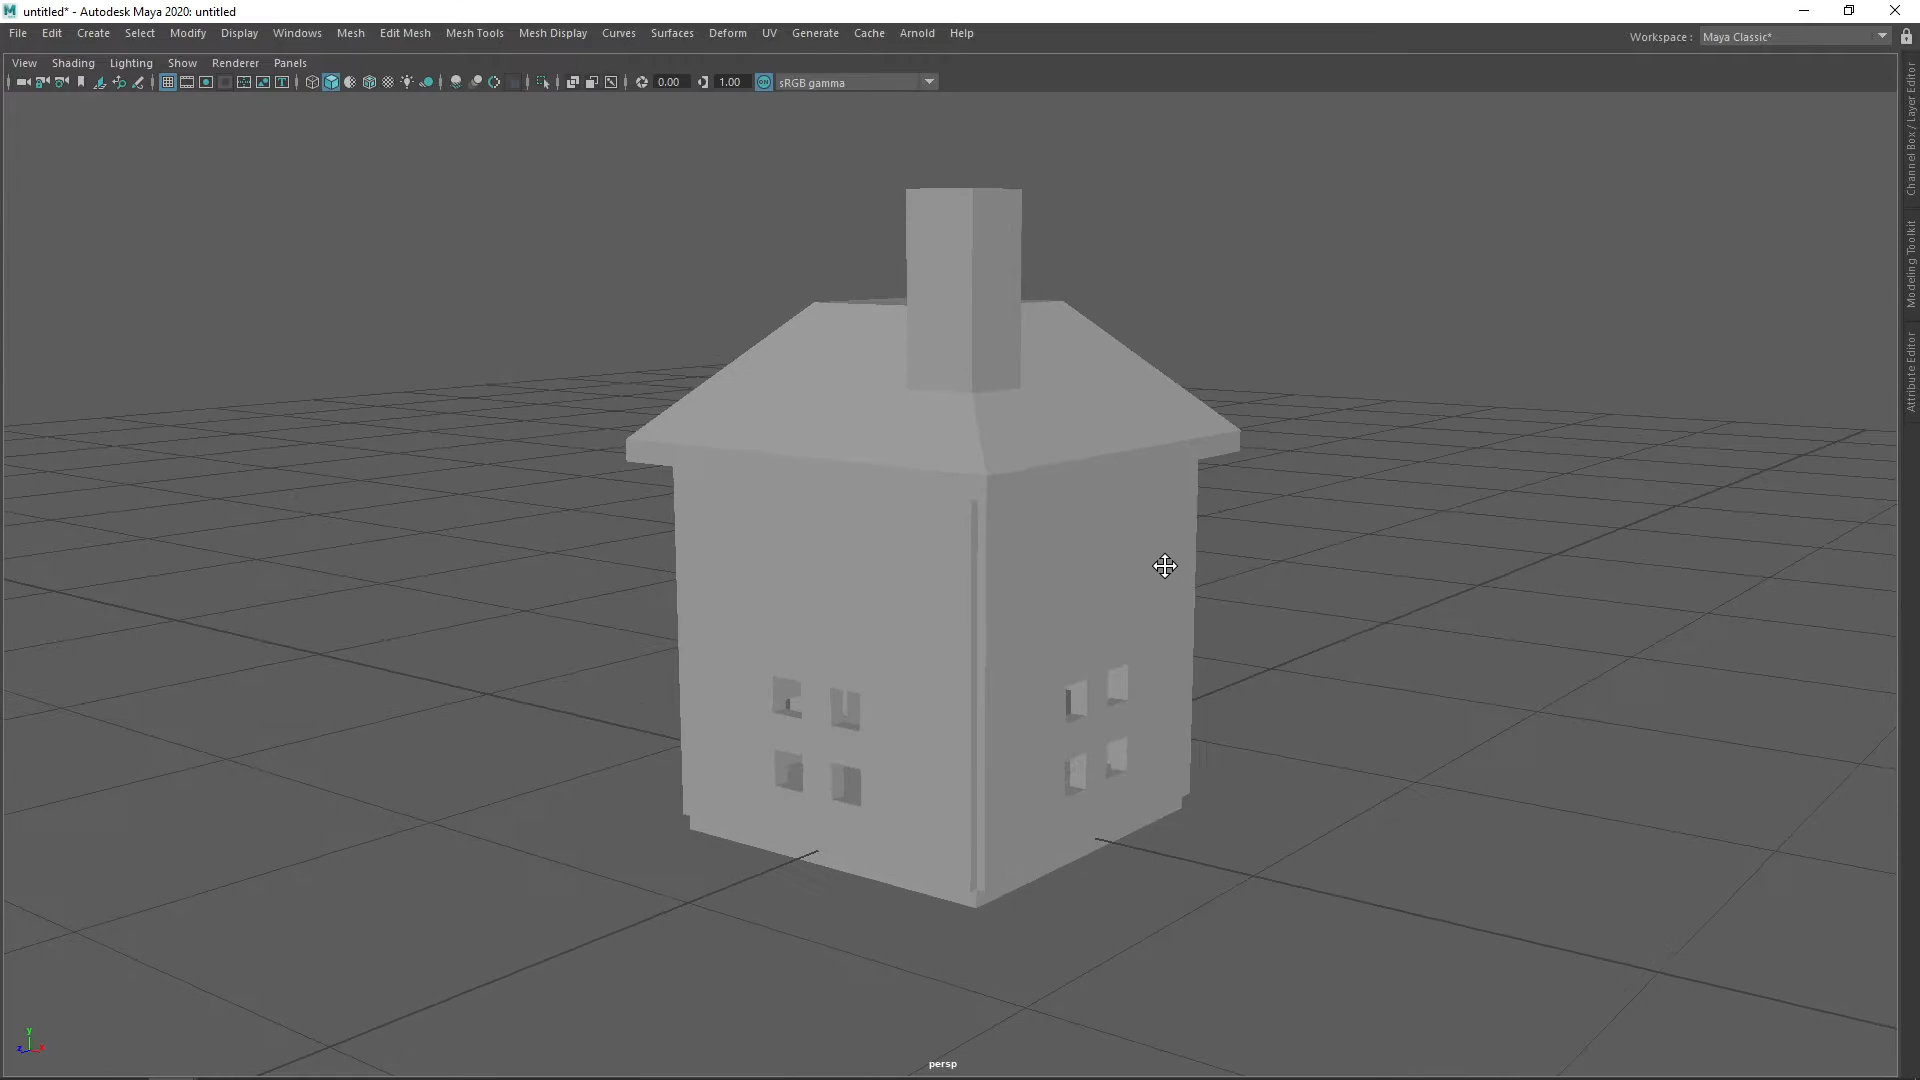 untitled* - Autodesk Maya 2020: untitled
File Edit Create Select Modify Display Windows Mesh Edit Mesh Mesh Tools Mesh Display Curves Surfaces Deform UV Generate Cache Arnold Help
Workspace : Maya Classic*
View Shading Lighting Show Renderer Panels
0.00 1.00 ON sRGB gamma
Channel Box / Layer Editor
Modeling Toolkit
Attribute Editor
y
z x
persp